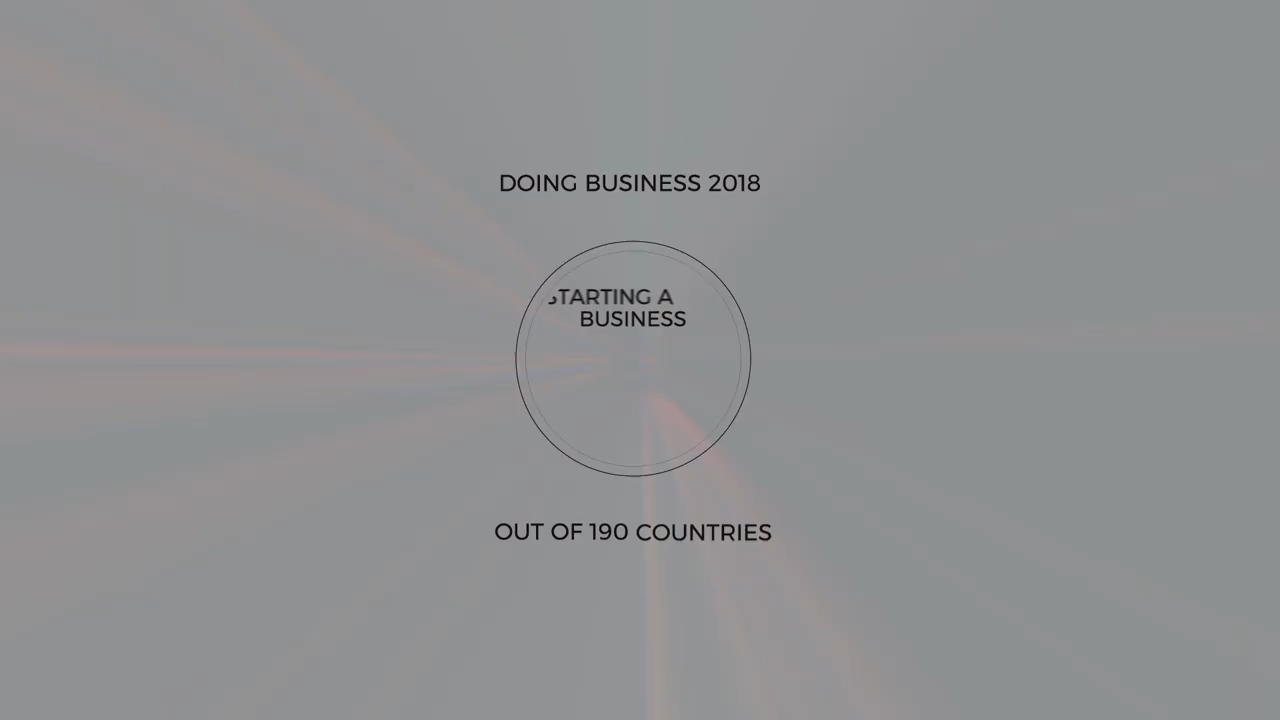 DOING BUSINESS 2018
STARTING A
BUSINESS
OUT OF 190 COUNTRIES